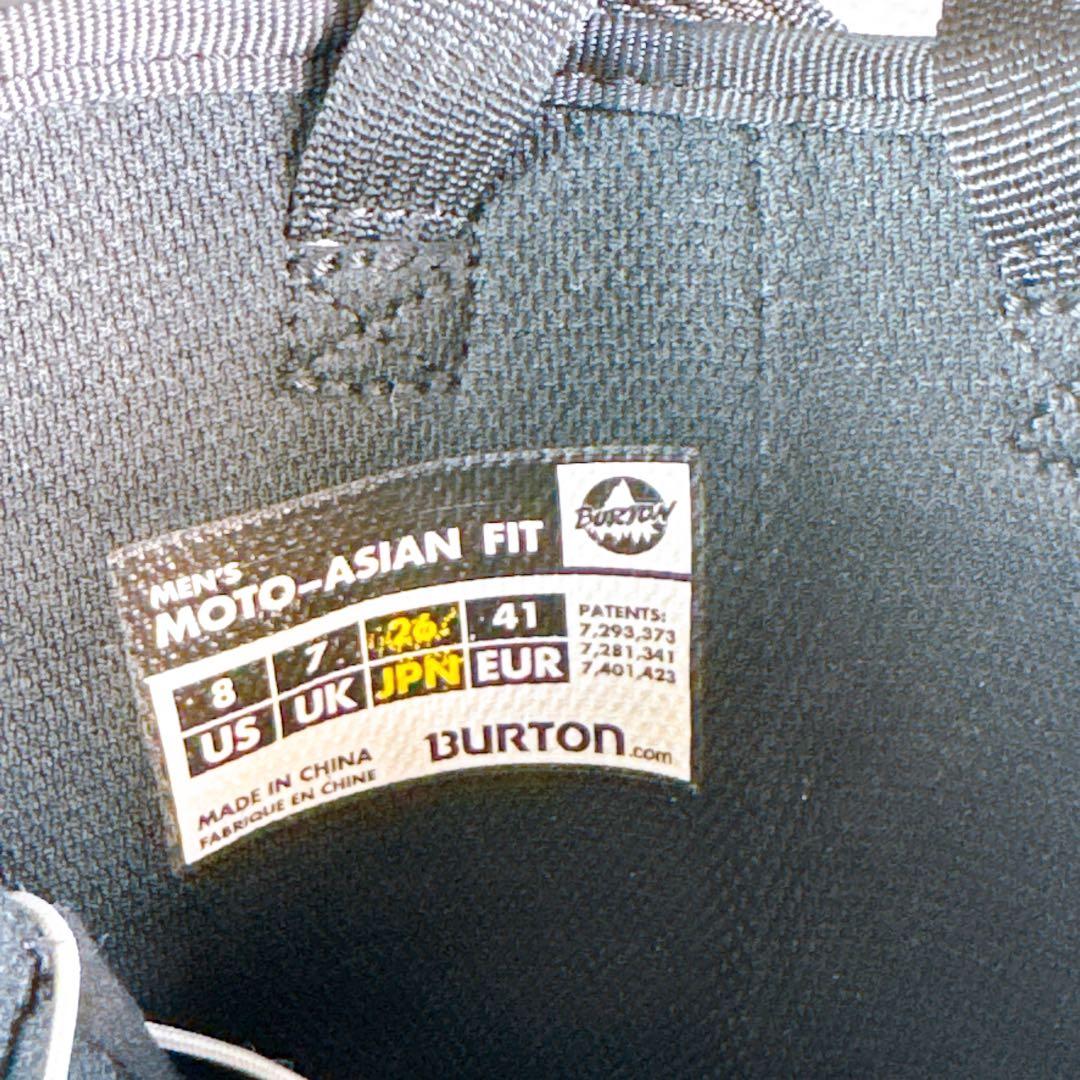 MEN'S
MOTO-ASIAN FIT
BURTON
8 7 26 41
US UK JPN EUR
PATENTS:
7,293,373
7,281,341
7,401,423
MADE IN CHINA
FABRIQUE EN CHINE
BURTON.com